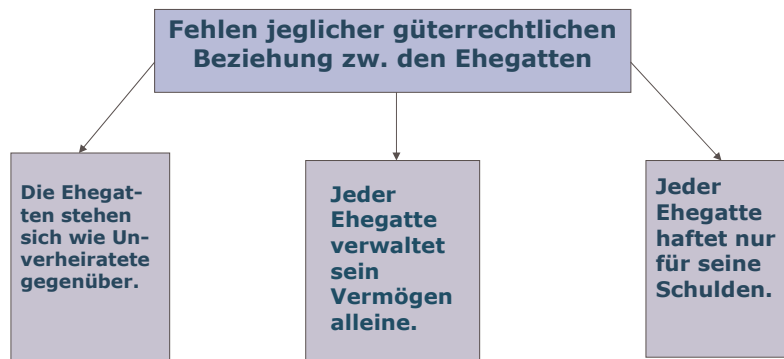 Fehlen jeglicher güterrechtlichen
Beziehung zw. den Ehegatten
Die Ehegat-
ten stehen
sich wie Un-
verheiratete
gegenüber.
Jeder
Ehegatte
verwaltet
sein
Vermögen
alleine.
Jeder
Ehegatte
haftet nur
für seine
Schulden.